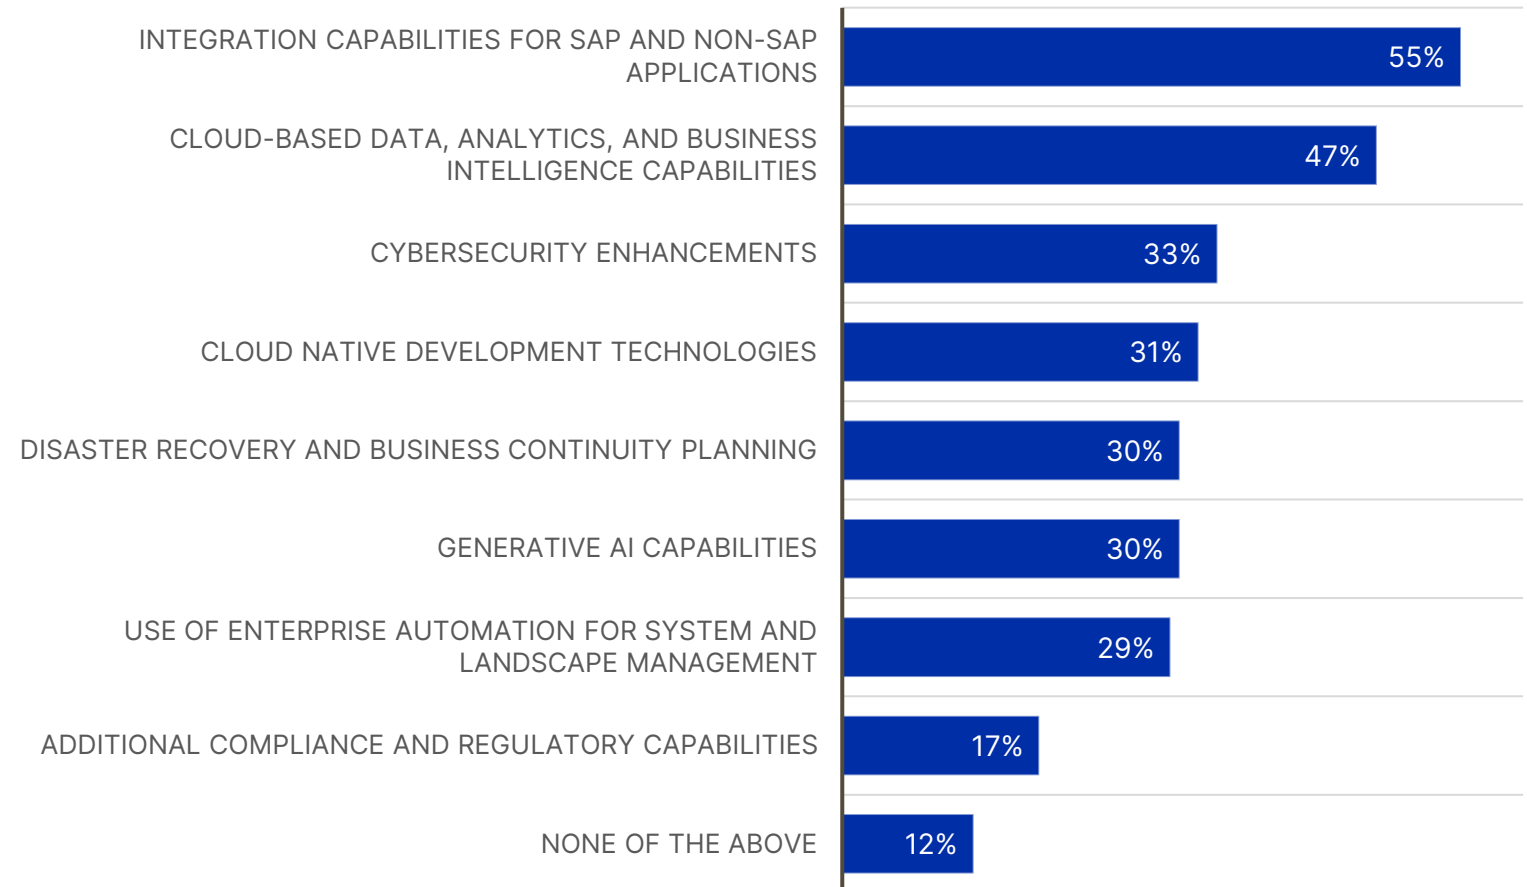 INTEGRATION CAPABILITIES FOR SAP AND NON-SAP
APPLICATIONS
55%
CLOUD-BASED DATA, ANALYTICS, AND BUSINESS
INTELLIGENCE CAPABILITIES
47%
CYBERSECURITY ENHANCEMENTS
33%
CLOUD NATIVE DEVELOPMENT TECHNOLOGIES
31%
DISASTER RECOVERY AND BUSINESS CONTINUITY PLANNING
30%
GENERATIVE AI CAPABILITIES
30%
USE OF ENTERPRISE AUTOMATION FOR SYSTEM AND
LANDSCAPE MANAGEMENT
29%
ADDITIONAL COMPLIANCE AND REGULATORY CAPABILITIES
17%
NONE OF THE ABOVE
12%